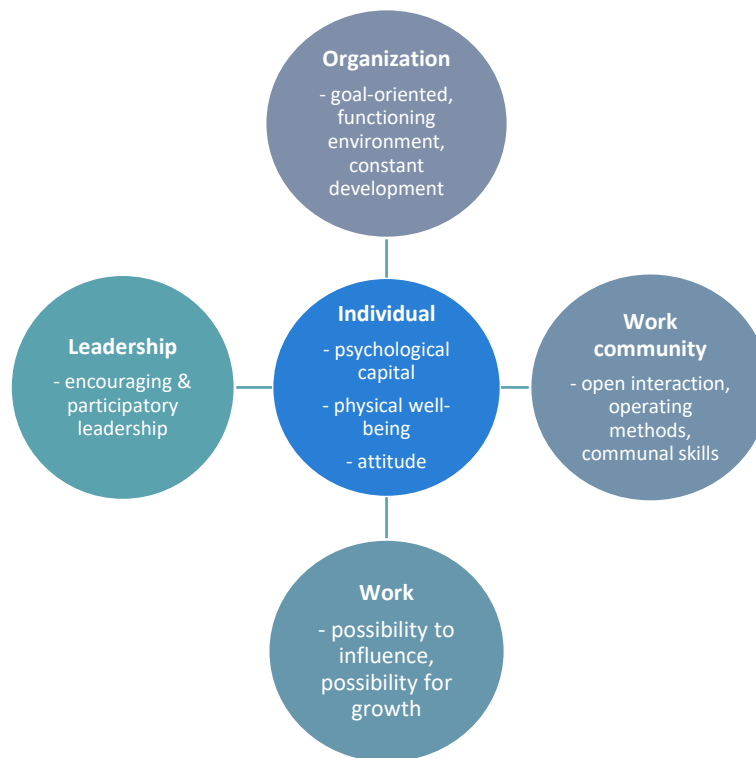 Organization
- goal-oriented,
functioning
environment,
constant
development
Leadership
- encouraging &
participatory
leadership
Individual
- psychological
capital
- physical well-
being
- attitude
Work
community
- open interaction,
operating
methods,
communal skills
Work
- possibility to
influence,
possibility for
growth